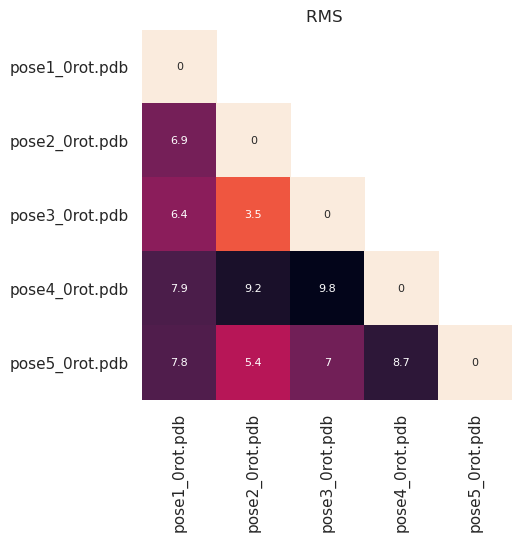 RMS
pose1_0rot.pdb 0
pose2_0rot.pdb 6.9 0
pose3_0rot.pdb 6.4 3.5 0
pose4_0rot.pdb 7.9 9.2 9.8 0
pose5_0rot.pdb 7.8 5.4 7 8.7 0
pose1_0rot.pdb
pose2_0rot.pdb
pose3_0rot.pdb
pose4_0rot.pdb
pose5_0rot.pdb